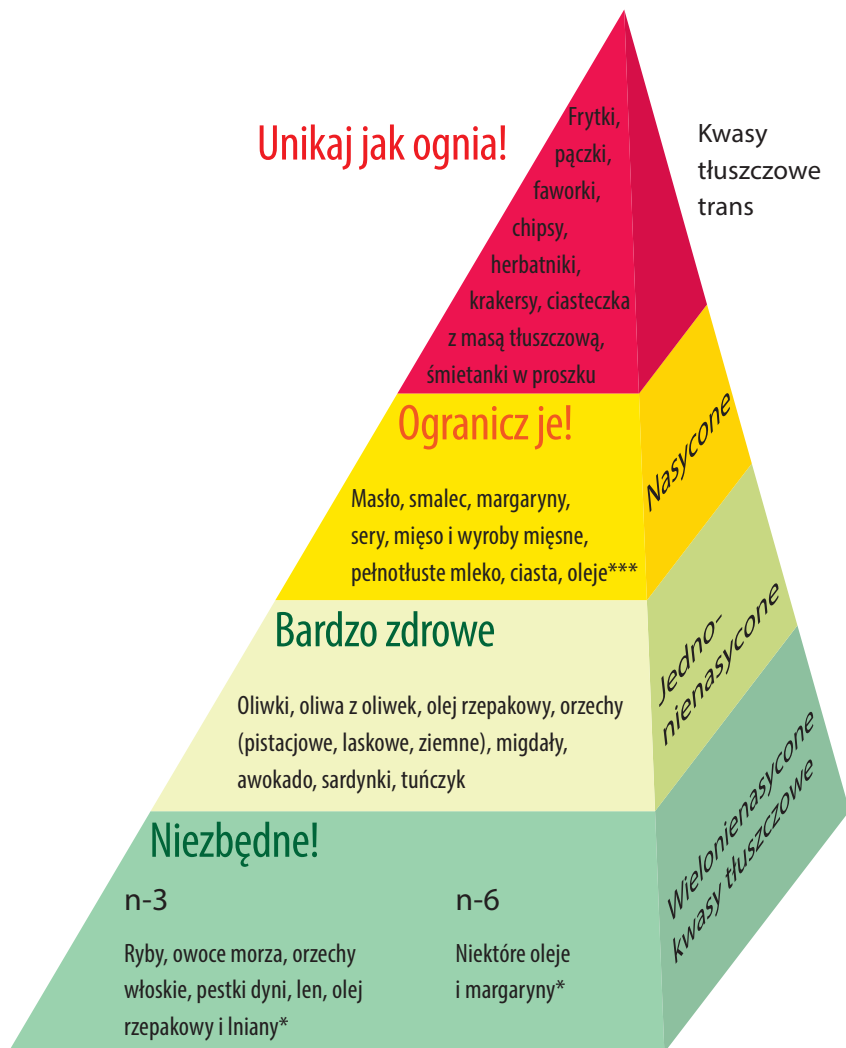 Unikaj jak ognia!
Frytki,
pączki,
faworki,
chipsy,
herbatniki,
krakersy, ciasteczka
z masą tłuszczową,
śmietanki w proszku
Kwasy
tłuszczowe
trans
Ogranicz je!
Masło, smalec, margaryny,
sery, mięso i wyroby mięsne,
pełnotłuste mleko, ciasta, oleje***
Nasycone
Bardzo zdrowe
Oliwki, oliwa z oliwek, olej rzepakowy, orzechy
(pistacjowe, laskowe, ziemne), migdały,
awokado, sardynki, tuńczyk
Jedno-
nienasycone
Niezbędne!
n-3
Ryby, owoce morza, orzechy
włoskie, pestki dyni, len, olej
rzepakowy i lniany*
n-6
Niektóre oleje
i margaryny*
Wielonienasycone
kwasy tłuszczowe